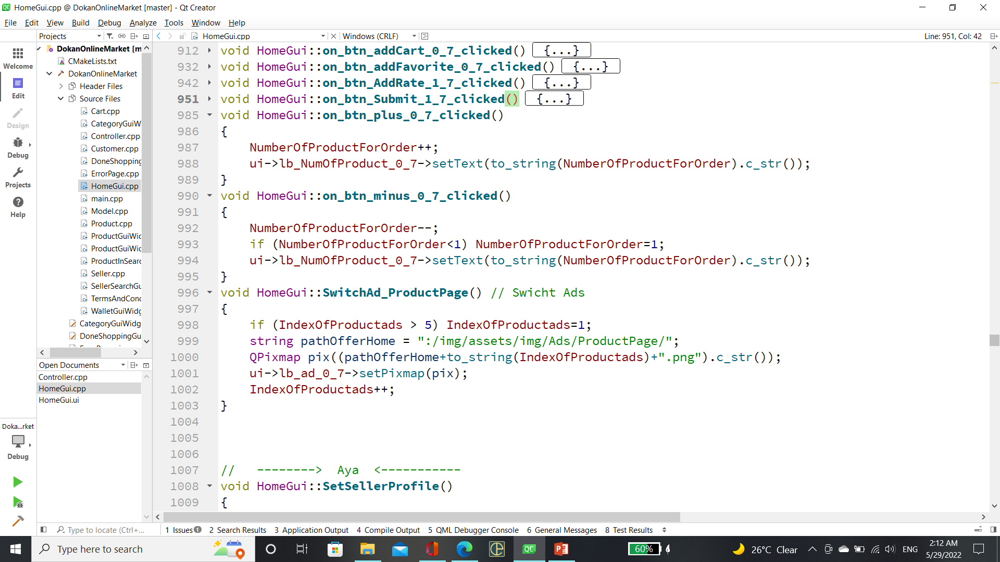 HomeGui.cpp @ DokanOnlineMarket [master] - Qt Creator
File Edit View Build Debug Analyze Tools Window Help
Projects
HomeGui.cpp
Windows (CRLF)
Line: 951, Col: 42
Welcome
Edit
Design
Debug
Projects
Help
DokanOnlineMarket [m
CMakeLists.txt
DokanOnlineMarket
Header Files
Source Files
Cart.cpp
CategoryGuiW
Controller.cpp
Customer.cpp
DoneShopping
ErrorPage.cpp
HomeGui.cpp
main.cpp
Model.cpp
Product.cpp
ProductGuiWid
ProductGuiWid
ProductInSearc
Seller.cpp
SellerSearchGu
TermsAndCond
WalletGuiWidg
CategoryGuiWidg
DoneShoppingGu
Open Documents
Controller.cpp
HomeGui.cpp
HomeGui.ui
Doka...rket
Debug
912 void HomeGui::on_btn_addCart_0_7_clicked() {...}
932 void HomeGui::on_btn_addFavorite_0_7_clicked() {...}
942 void HomeGui::on_btn_AddRate_1_7_clicked() {...}
951 void HomeGui::on_btn_Submit_1_7_clicked() {...}
985 void HomeGui::on_btn_plus_0_7_clicked()
986 {
987 NumberOfProductForOrder++;
988 ui->lb_NumOfProduct_0_7->setText(to_string(NumberOfProductForOrder).c_str());
989 }
990 void HomeGui::on_btn_minus_0_7_clicked()
991 {
992 NumberOfProductForOrder--;
993 if (NumberOfProductForOrder<1) NumberOfProductForOrder=1;
994 ui->lb_NumOfProduct_0_7->setText(to_string(NumberOfProductForOrder).c_str());
995 }
996 void HomeGui::SwitchAd_ProductPage() // Swicht Ads
997 {
998 if (IndexOfProductads > 5) IndexOfProductads=1;
999 string pathOfferHome = ":/img/assets/img/Ads/ProductPage/";
1000 QPixmap pix((pathOfferHome+to_string(IndexOfProductads)+".png").c_str());
1001 ui->lb_ad_0_7->setPixmap(pix);
1002 IndexOfProductads++;
1003 }
1004
1005
1006
1007 // --------> Aya <-----------
1008 void HomeGui::SetSellerProfile()
1009 {
Type to locate (Ctrl+...
1 Issues 1 2 Search Results 3 Application Output 4 Compile Output 5 QML Debugger Console 6 General Messages 8 Test Results
Type here to search
60%
26°C Clear
ENG
2:12 AM
5/29/2022